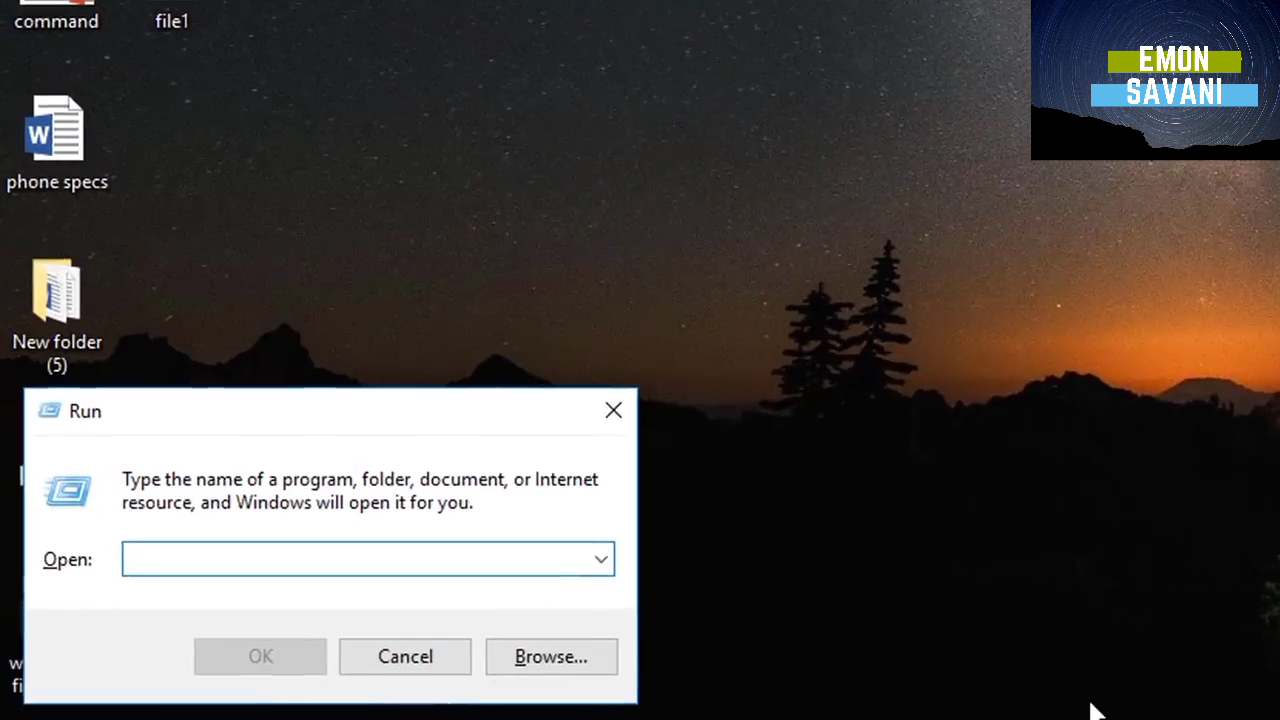 command
file1
EMON
SAVANI
phone specs
New folder
(5)
Run
Type the name of a program, folder, document, or Internet
resource, and Windows will open it for you.
Open:
OK
Cancel
Browse...